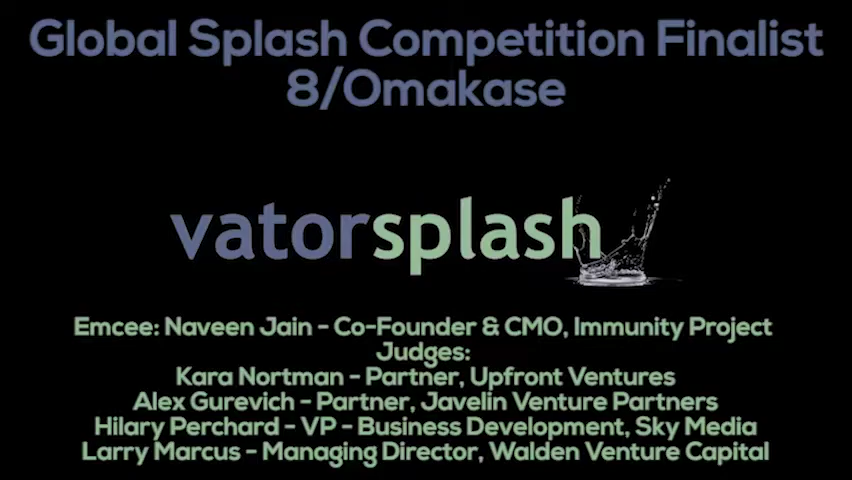 Global Splash Competition Finalist
8/Omakase
vatorsplash
Emcee: Naveen Jain - Co-Founder & CMO, Immunity Project
Judges:
Kara Nortman - Partner, Upfront Ventures
Alex Gurevich - Partner, Javelin Venture Partners
Hilary Perchard - VP - Business Development, Sky Media
Larry Marcus - Managing Director, Walden Venture Capital